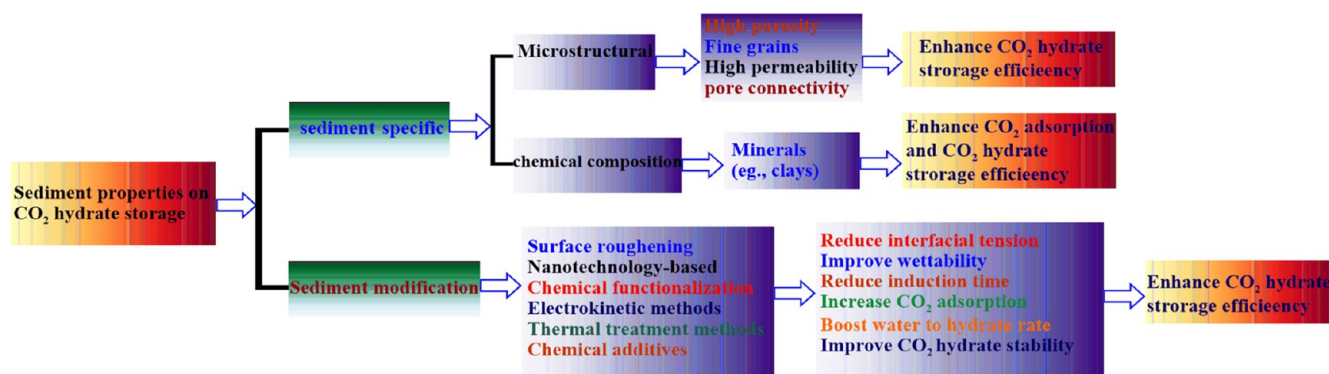 Sediment properties on
CO₂ hydrate storage
sediment specific
Microstructural
High porosity
Fine grains
High permeability
pore connectivity
Enhance CO₂ hydrate
strorage efficieency
chemical composition
Minerals
(eg., clays)
Enhance CO₂ adsorption
and CO₂ hydrate
strorage efficieency
Sediment modification
Surface roughening
Nanotechnology-based
Chemical functionalization
Electrokinetic methods
Thermal treatment methods
Chemical additives
Reduce interfacial tension
Improve wettability
Reduce induction time
Increase CO₂ adsorption
Boost water to hydrate rate
Improve CO₂ hydrate stability
Enhance CO₂ hydrate
strorage efficieency